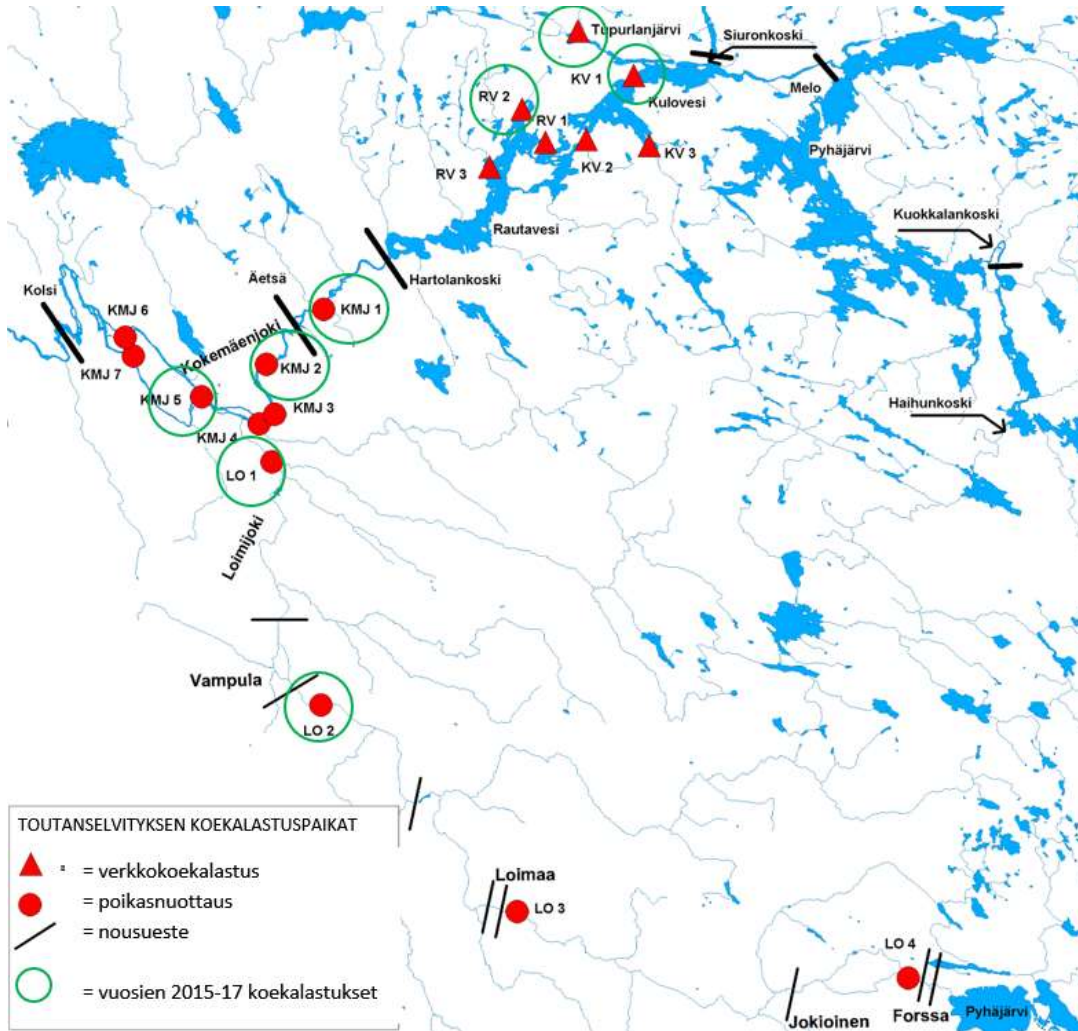 Tupurlanjärvi
Siuronkoski
KV 1
Melo
RV 2
Kulovesi
RV 1
KV 2
KV 3
Pyhäjärvi
RV 3
Kuokkalankoski
Rautavesi
Äetsä
Hartolankoski
Kolsi
KMJ 6
KMJ 1
Kokemäenjoki
KMJ 7
KMJ 2
KMJ 5
KMJ 3
Haihunkoski
KMJ 4
LO 1
Loimijoki
Vampula
LO 2
TOUTANSELVITYKSEN KOEKALASTUSPAIKAT
= verkkokoekalastus
= poikasnuottaus
= nousueste
= vuosien 2015-17 koekalastukset
Loimaa
LO 3
LO 4
Jokioinen
Forssa
Pyhäjärvi